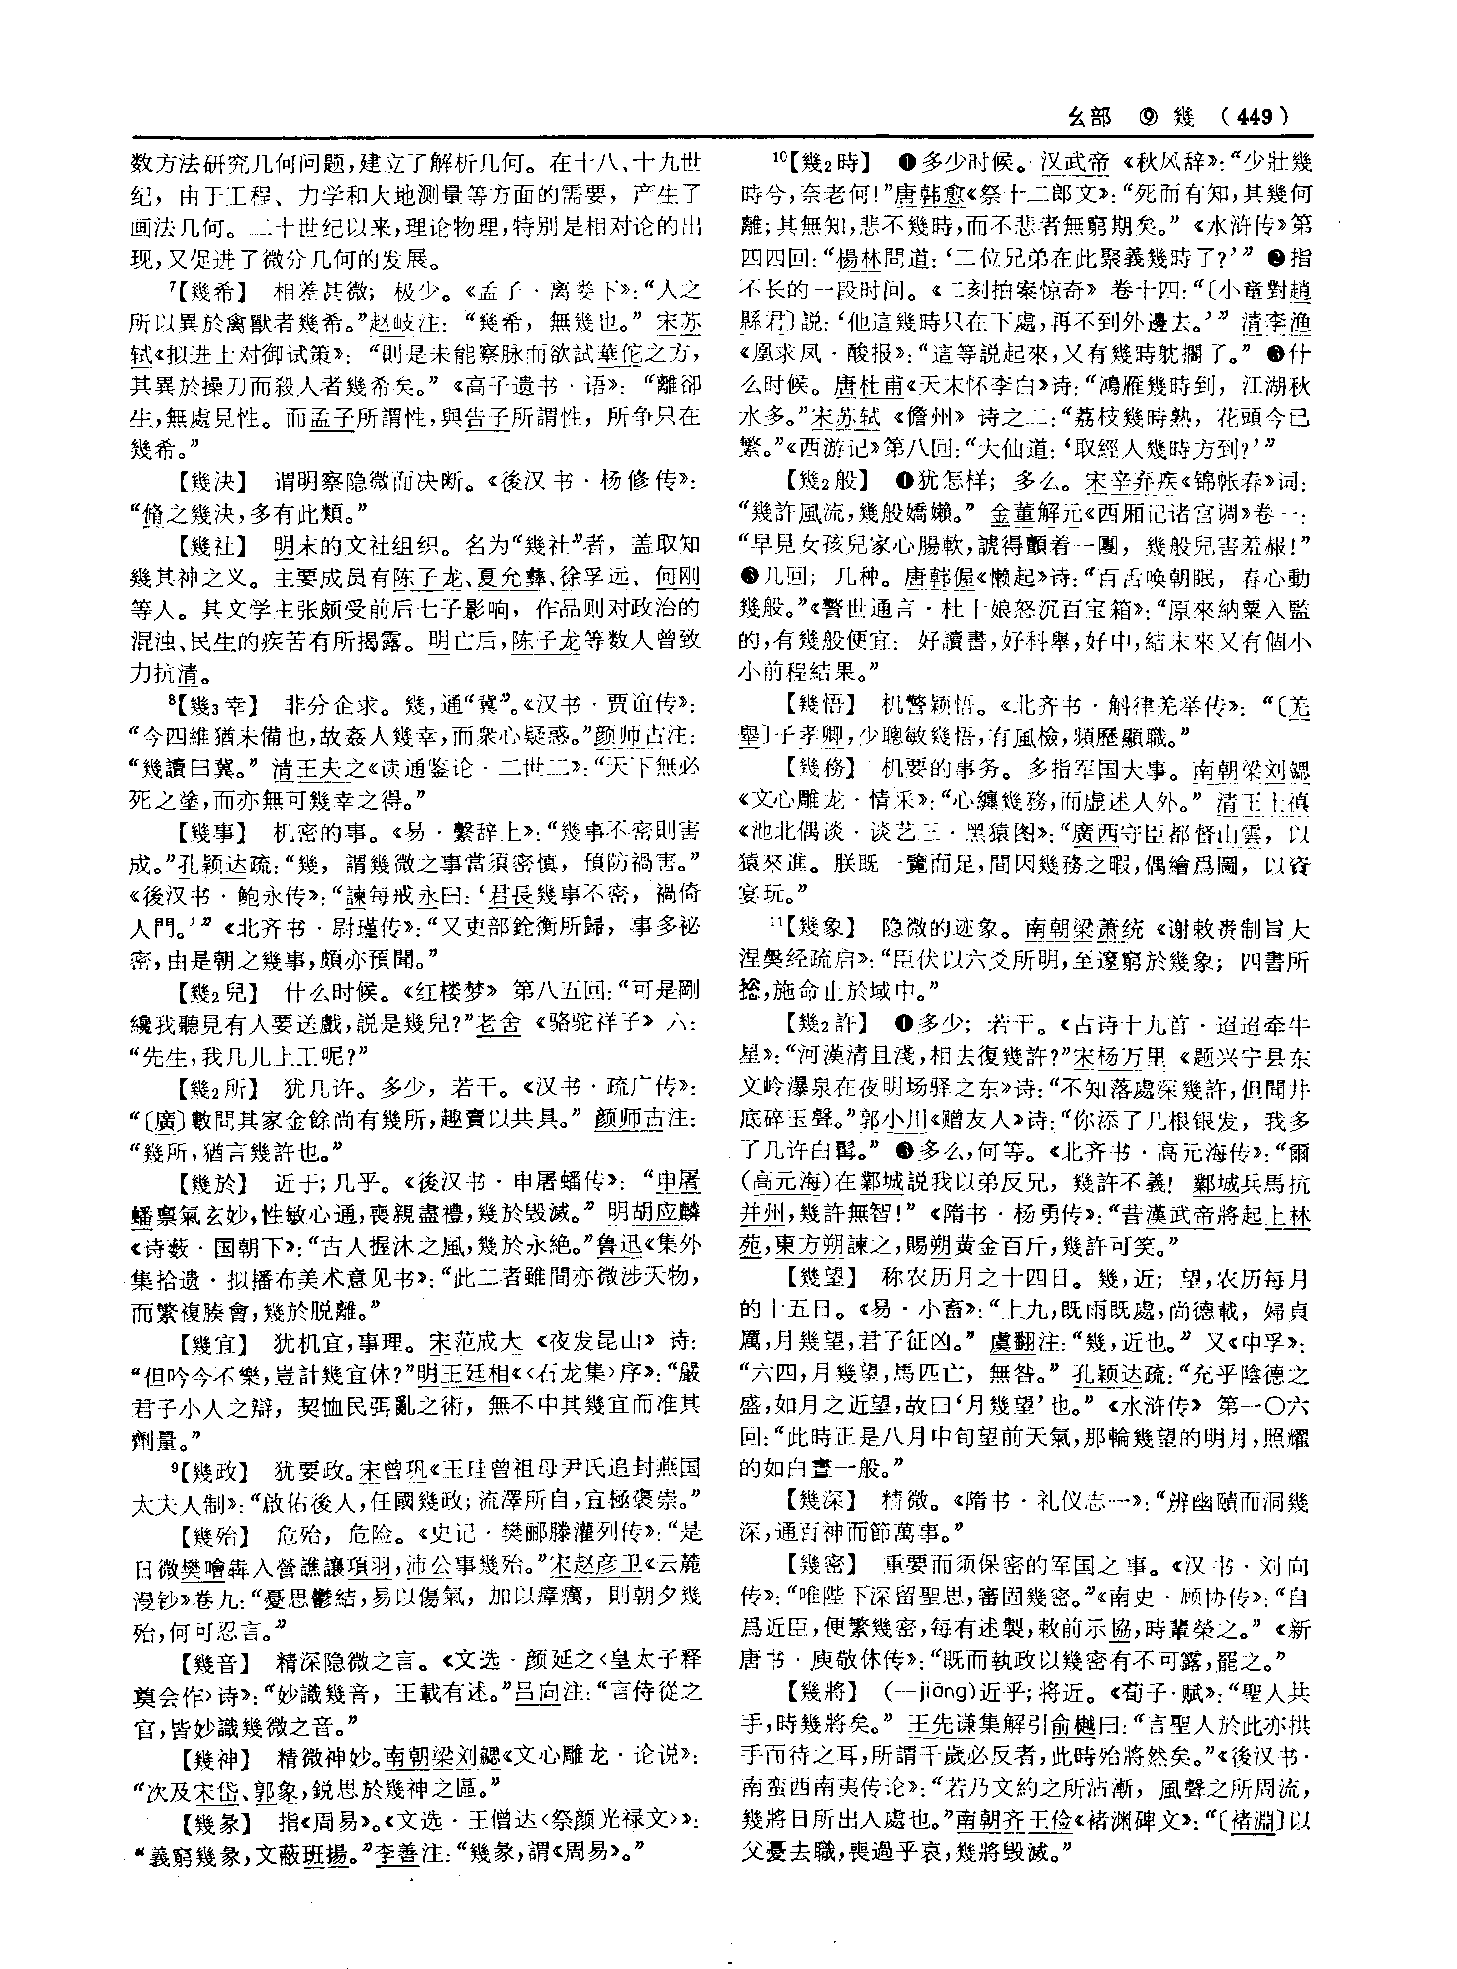 幺部 ⑨ 幾 （449）
数方法研究几何问题，建立了解析几何。在十八、十九世
纪，由于工程、力学和大地测量等方面的需要，产生了
画法几何。二十世纪以来，理论物理，特别是相对论的出
现，又促进了微分几何的发展。
7【幾希】 相差甚微；极少。《孟子·离娄下》：“人之
所以異於禽獸者幾希。”赵岐注：“幾希，無幾也。” 宋苏
轼《拟进士对御试策》：“則是未能察脉而欲試華佗之方，
其異於操刀而殺人者幾希矣。”《高子遗书·语》：“離卻
生，無處見性。而孟子所謂性，與告子所謂性，所争只在
幾希。”
【幾決】 谓明察隐微而决断。《後汉书·杨修传》：
“脩之幾決，多有此類。”
【幾社】 明末的文社组织。名为“幾社”者，盖取知
幾其神之义。主要成员有陈子龙、夏允彝、徐孚远、何刚
等人。其文学主张颇受前后七子影响，作品则对政治的
混浊、民生的疾苦有所揭露。明亡后，陈子龙等数人曾致
力抗清。
8【幾3幸】 非分企求。幾，通“冀”。《汉书·贾谊传》：
“今四維猶未備也，故姦人幾幸，而衆心疑惑。”颜师古注：
“幾讀曰冀。” 清王夫之《读通鉴论·二世二》：“天下無必
死之塗，而亦無可幾幸之得。”
【幾事】 机密的事。《易·繫辞上》：“幾事不密則害
成。”孔颖达疏：“幾，謂幾微之事當須密慎，預防禍害。”
《後汉书·鲍永传》：“諫每戒永曰：‘君長幾事不密，禍倚
人門。’”《北齐书·尉瑾传》：“又吏部銓衡所歸，事多祕
密，由是朝之幾事，頗亦預聞。”
【幾2兒】 什么时候。《红楼梦》第八五回：“可是剛
纔我聽見有人要送戲，説是幾兒？”老舍《骆驼祥子》六：
“先生，我几儿上工呢？”
【幾2所】 犹几许。多少，若干。《汉书·疏广传》：
“〔廣〕數問其家金餘尚有幾所，趣賣以共具。” 颜师古注：
“幾所，猶言幾許也。”
【幾於】 近于；几乎。《後汉书·申屠蟠传》：“申屠
蟠稟氣玄妙，性敏心通，喪親盡禮，幾於毁滅。” 明胡应麟
《诗薮·国朝下》：“古人握沐之風，幾於永絶。”鲁迅《集外
集拾遗·拟播布美术意见书》：“此二者雖間亦微涉天物，
而繁複腠會，幾於脱離。”
【幾宜】 犹机宜，事理。宋范成大《夜发昆山》诗：
“但吟今不樂，豈計幾宜休？”明王廷相《〈石龙集〉序》：“嚴
君子小人之辯，契恤民弭亂之術，無不中其幾宜而准其
劑量。”
9【幾政】 犹要政。宋曾巩《王珪曾祖母尹氏追封燕国
太夫人制》：“啟佑後人，任國幾政；流澤所自，宜極褒崇。”
【幾殆】 危殆，危险。《史记·樊郦滕灌列传》：“是
日微樊噲犇入營譙讓項羽，沛公事幾殆。”宋赵彦卫《云麓
漫钞》卷九：“憂思鬱結，易以傷氣，加以瘴癘，則朝夕幾
殆，何可忍言。”
【幾音】 精深隐微之言。《文选·颜延之〈皇太子释
奠会作〉诗》：“妙識幾音，王載有述。”吕向注：“言侍從之
官，皆妙識幾微之音。”
【幾神】 精微神妙。南朝梁刘勰《文心雕龙·论说》：
“次及宋岱、郭象，鋭思於幾神之區。”
【幾彖】 指《周易》。《文选·王僧达〈祭颜光禄文〉》：
“義窮幾彖，文蔽班揚。”李善注：“幾彖，謂《周易》。”
10【幾2時】 ❶多少时候。汉武帝《秋风辞》：“少壯幾
時兮，奈老何！”唐韩愈《祭十二郎文》：“死而有知，其幾何
離；其無知，悲不幾時，而不悲者無窮期矣。”《水浒传》第
四四回：“楊林問道：‘二位兄弟在此聚義幾時了？’” ❷指
不长的一段时间。《二刻拍案惊奇》卷十四：“〔小童對趙
縣君〕説：‘他這幾時只在下處，再不到外邊去。’” 清李渔
《凰求凤·酸报》：“這等説起來，又有幾時躭擱了。” ❸什
么时候。唐杜甫《天末怀李白》诗：“鴻雁幾時到，江湖秋
水多。”宋苏轼《儋州》诗之二：“荔枝幾時熟，花頭今已
繁。”《西游记》第八回：“大仙道：‘取經人幾時方到？’”
【幾2般】 ❶犹怎样；多么。宋辛弃疾《锦帐春》词：
“幾許風流，幾般嬌嬾。” 金董解元《西厢记诸宫调》卷一：
“早見女孩兒家心腸軟，諕得顫着一團，幾般兒害羞赧！”
❸几回；几种。唐韩偓《懒起》诗：“百舌唤朝眠，春心動
幾般。”《警世通言·杜十娘怒沉百宝箱》：“原來納粟入監
的，有幾般便宜：好讀書，好科舉，好中，結末來又有個小
小前程結果。”
【幾悟】 机警颖悟。《北齐书·斛律羌举传》：“〔羌
舉〕子孝卿，少聰敏幾悟，有風檢，頻歷顯職。”
【幾務】 机要的事务。多指军国大事。南朝梁刘勰
《文心雕龙·情采》：“心纏幾務，而虚述人外。” 清王士禛
《池北偶谈·谈艺三·黑猿图》：“廣西守臣都督山雲，以
猿來進。朕既一覽而足，間因幾務之暇，偶繪爲圖，以資
宴玩。”
11【幾象】 隐微的迹象。南朝梁萧统《谢敕赉制旨大
涅槃经疏启》：“臣伏以六爻所明，至邃窮於幾象；四書所
捴，施命止於域中。”
【幾2許】 ❶多少；若干。《古诗十九首·迢迢牵牛
星》：“河漢清且淺，相去復幾許？”宋杨万里《题兴宁县东
文岭瀑泉在夜明场驿之东》诗：“不知落處深幾許，但聞井
底碎玉聲。”郭小川《赠友人》诗：“你添了几根银发，我多
了几许白髯。” ❸多么，何等。《北齐书·高元海传》：“爾
（高元海）在鄴城説我以弟反兄，幾許不義！鄴城兵馬抗
并州，幾許無智！”《隋书·杨勇传》：“昔漢武帝將起上林
苑，東方朔諫之，賜朔黄金百斤，幾許可笑。”
【幾望】 称农历月之十四日。幾，近；望，农历每月
的十五日。《易·小畜》：“上九，既雨既處，尚德載，婦貞
厲，月幾望，君子征凶。” 虞翻注：“幾，近也。” 又《中孚》：
“六四，月幾望，馬匹亡，無咎。” 孔颖达疏：“充乎陰德之
盛，如月之近望，故曰‘月幾望’也。”《水浒传》第一〇六
回：“此時正是八月中旬望前天氣，那輪幾望的明月，照耀
的如白晝一般。”
【幾深】 精微。《隋书·礼仪志一》：“辨幽賾而洞幾
深，通百神而節萬事。”
【幾密】 重要而须保密的军国之事。《汉书·刘向
传》：“唯陛下深留聖思，審固幾密。”《南史·顾协传》：“自
爲近臣，便繁幾密，每有述製，敕前示協，時輩榮之。”《新
唐书·庾敬休传》：“既而執政以幾密有不可露，罷之。”
【幾將】 （—jiāng）近乎；将近。《荀子·赋》：“聖人共
手，時幾將矣。” 王先谦集解引俞樾曰：“言聖人於此亦拱
手而待之耳，所謂千歲必反者，此時殆將然矣。”《後汉书·
南蛮西南夷传论》：“若乃文約之所沾漸，風聲之所周流，
幾將日所出入處也。”南朝齐王俭《褚渊碑文》：“〔褚淵〕以
父憂去職，喪過乎哀，幾將毁滅。”